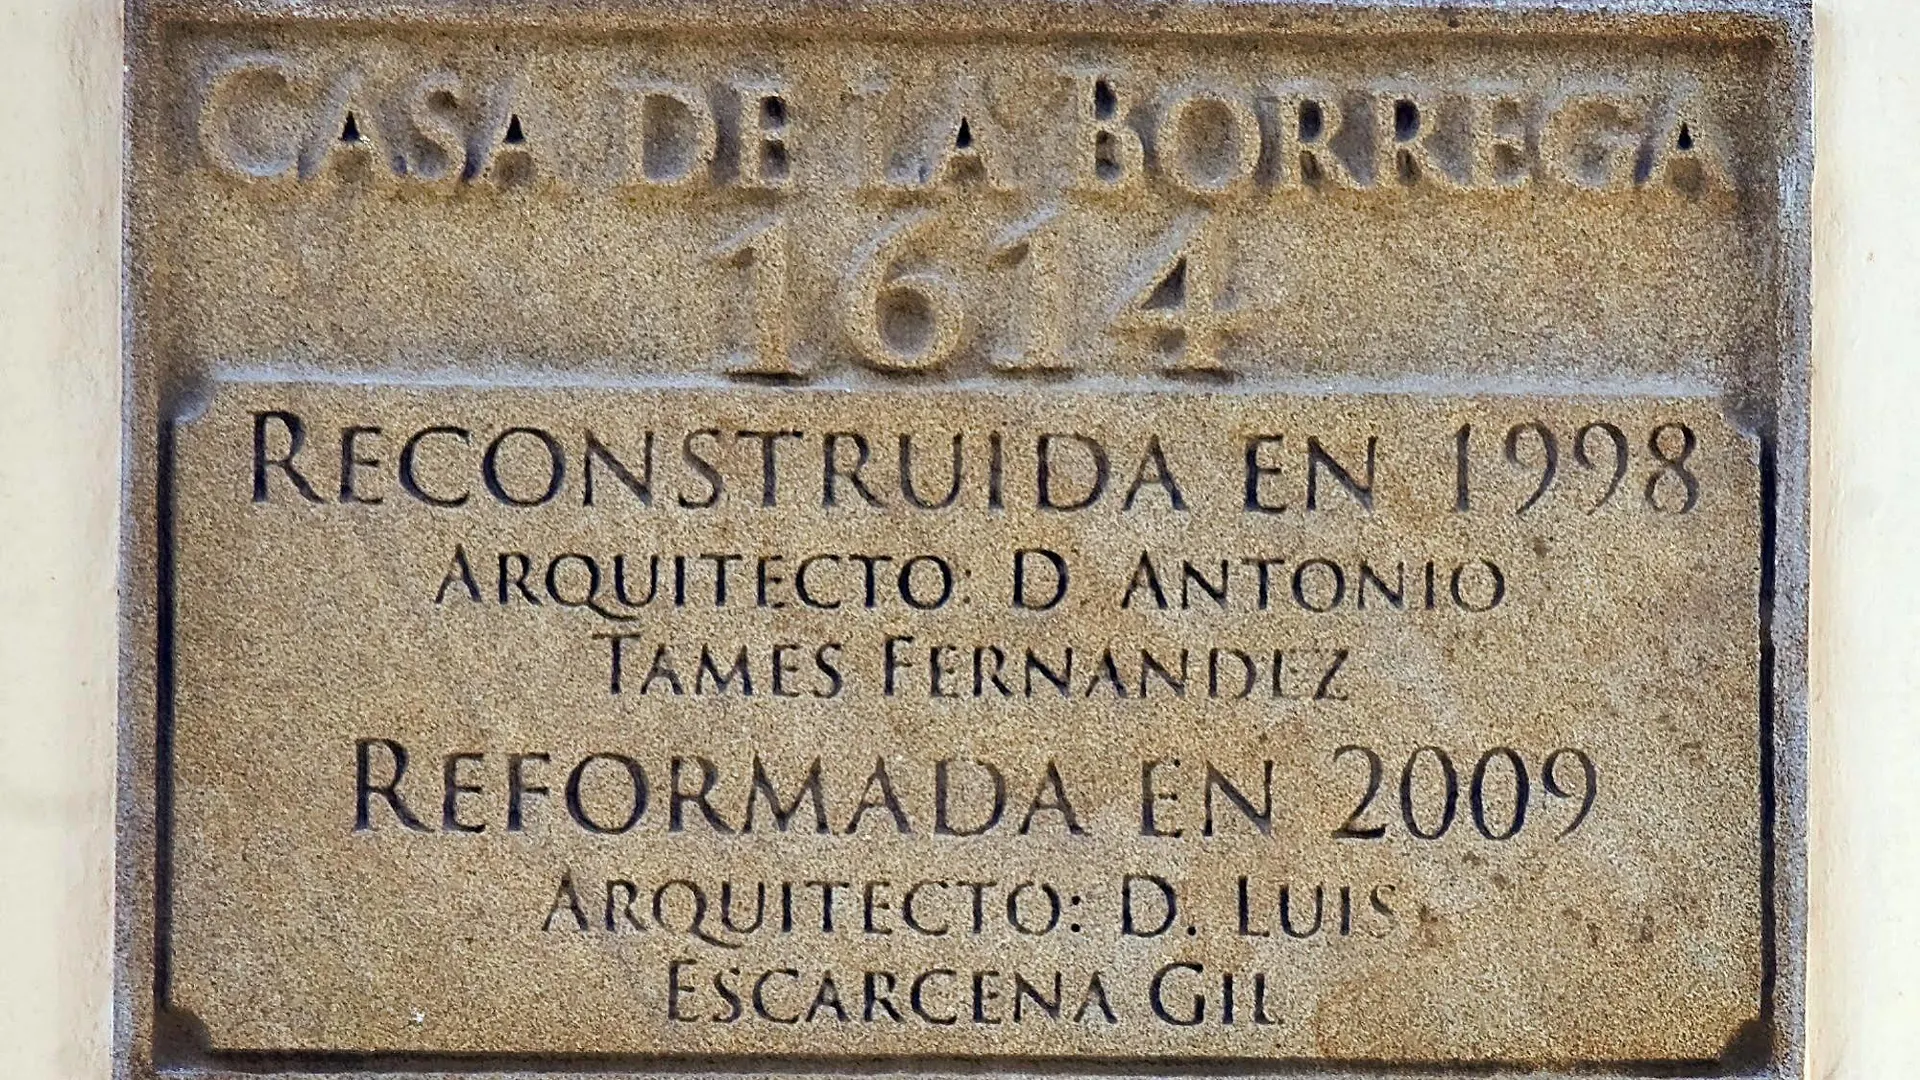 CASA DE LA BORREGA
1614
RECONSTRUIDA EN 1998
ARQUITECTO: D ANTONIO
TAMES FERNANDEZ
REFORMADA EN 2009
ARQUITECTO: D. LUIS
ESCARCENA GIL